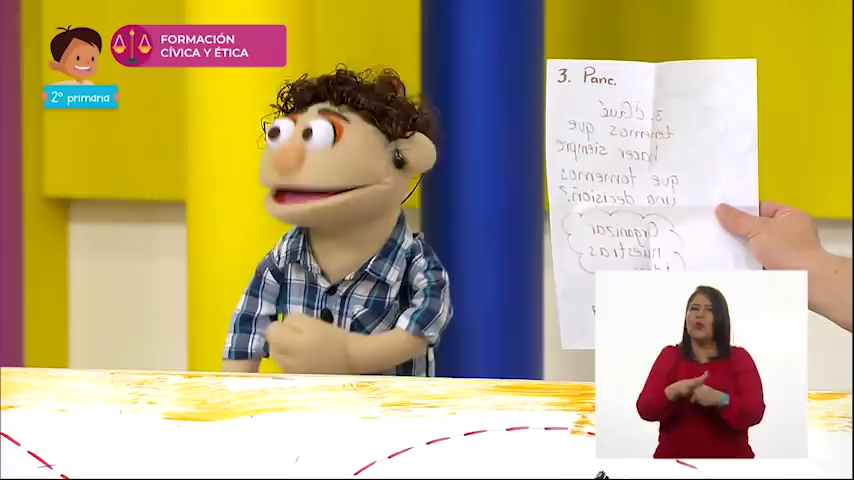 FORMACIÓN
CÍVICA Y ÉTICA
2° primaria
3. Panc.
3. ¿Qué
tenemos que
hacer siempre
que tomemos
una decisión?
Organizar
nuestras